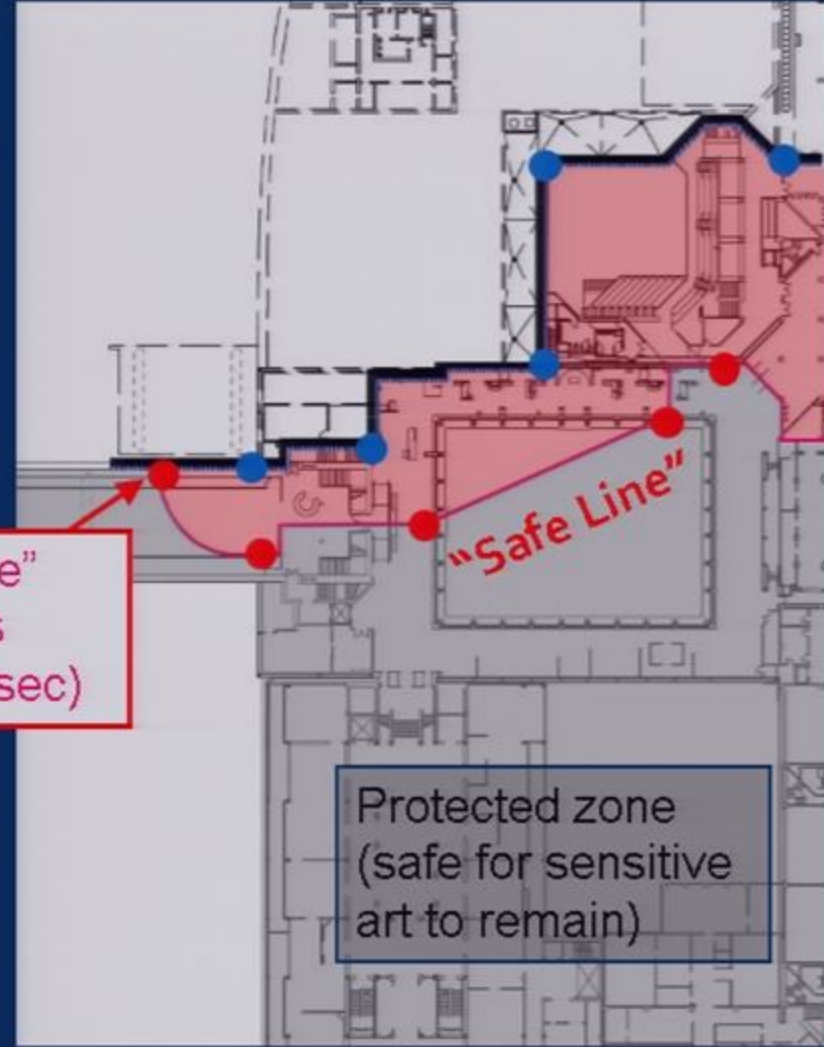 "Safe Line"
e"
s
sec)
Protected zone
(safe for sensitive
art to remain)